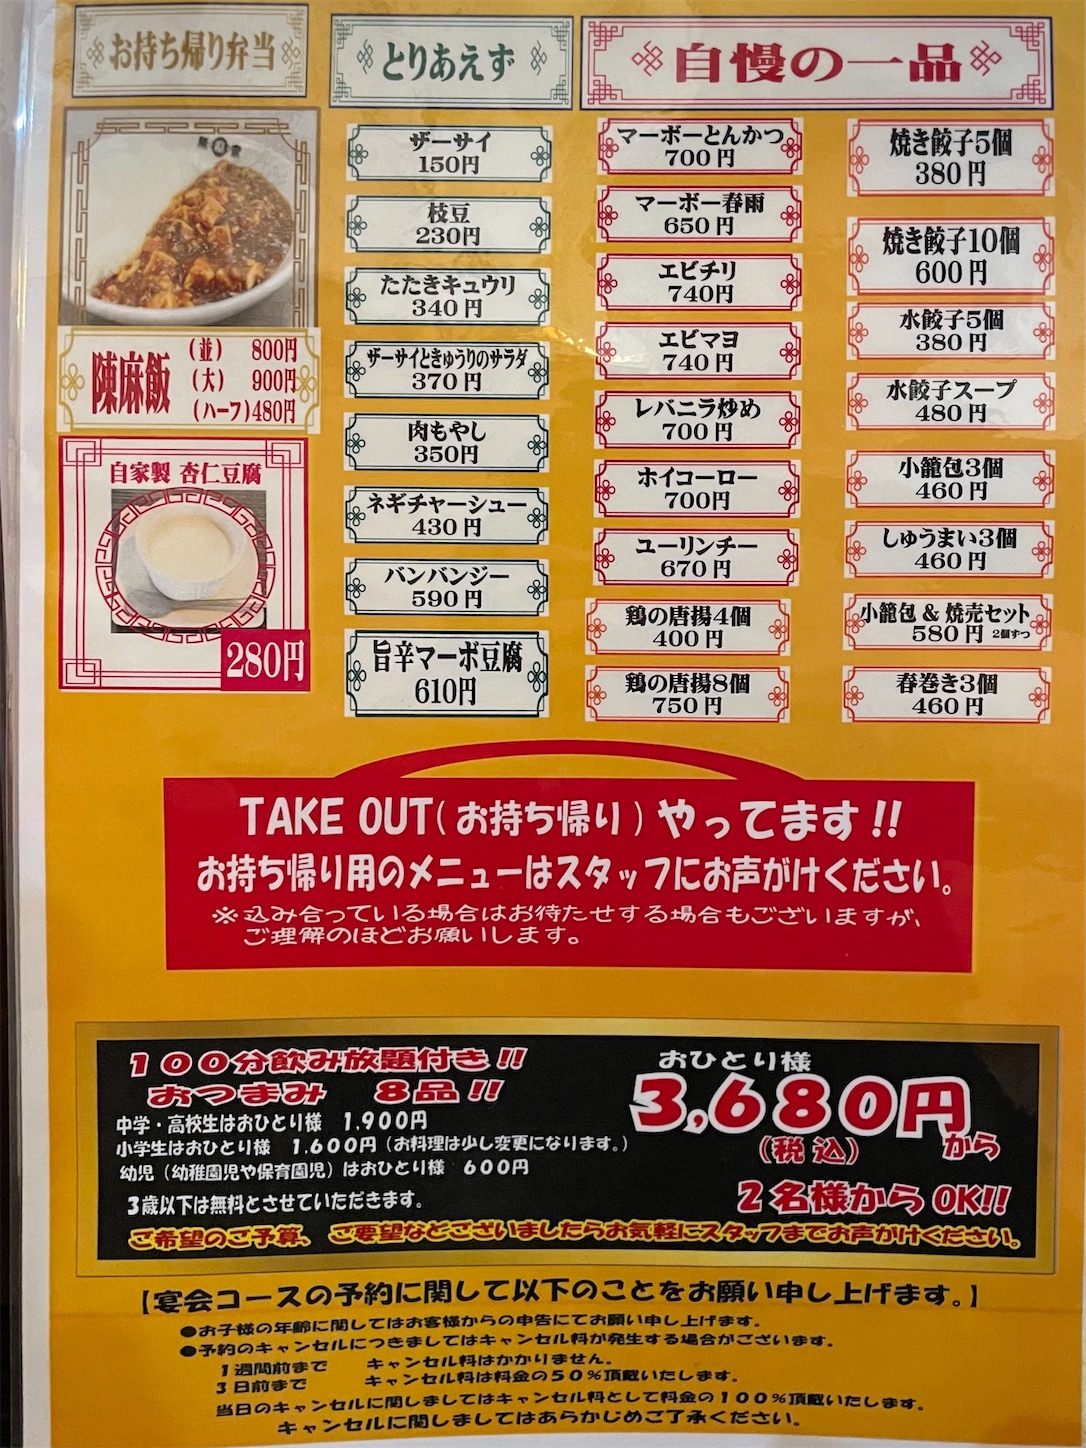 お持ち帰り弁当
陳麻飯
(並) 800円
(大) 900円
(ハーフ)480円
自家製 杏仁豆腐
280円
とりあえず
ザーサイ
150円
枝豆
230円
たたきキュウリ
340円
ザーサイときゅうりのサラダ
370円
肉もやし
350円
ネギチャーシュー
430円
バンバンジー
590円
旨辛マーボ豆腐
610円
自慢の一品
マーボーとんかつ
700円
マーボー春雨
650円
エビチリ
740円
エビマヨ
740円
レバニラ炒め
700円
ホイコーロー
700円
ユーリンチー
670円
鶏の唐揚4個
400円
鶏の唐揚8個
750円
焼き餃子5個
380円
焼き餃子10個
600円
水餃子5個
380円
水餃子スープ
480円
小籠包3個
460円
しゅうまい3個
460円
小籠包 & 焼売セット
580円 2個ずつ
春巻き3個
460円
TAKE OUT(お持ち帰り)やってます!!
お持ち帰り用のメニューはスタッフにお声がけください。
※込み合っている場合はお待たせする場合もございますが、
ご理解のほどお願いします。
100分飲み放題付き!!
おつまみ 8品!!
中学・高校生はおひとり様 1,900円
小学生はおひとり様 1,600円(お料理は少し変更になります。)
幼児(幼稚園児や保育園児)はおひとり様 600円
3歳以下は無料とさせていただきます。
おひとり様
3,680円から
(税込)
2名様からOK!!
ご希望のご予算、ご要望などございましたらお気軽にスタッフまでお声がけください。
【宴会コースの予約に関して以下のことをお願い申し上げます。】
●お子様の年齢に関してはお客様からの申告にてお願い申し上げます。
●予約のキャンセルにつきましてはキャンセル料が発生する場合がございます。
1週間前まで キャンセル料はかかりません。
3日前まで キャンセル料は料金の50%頂戴いたします。
当日のキャンセルに関しましてはキャンセル料として料金の100%頂戴いたします。
キャンセルに関しましてはあらかじめご了承ください。